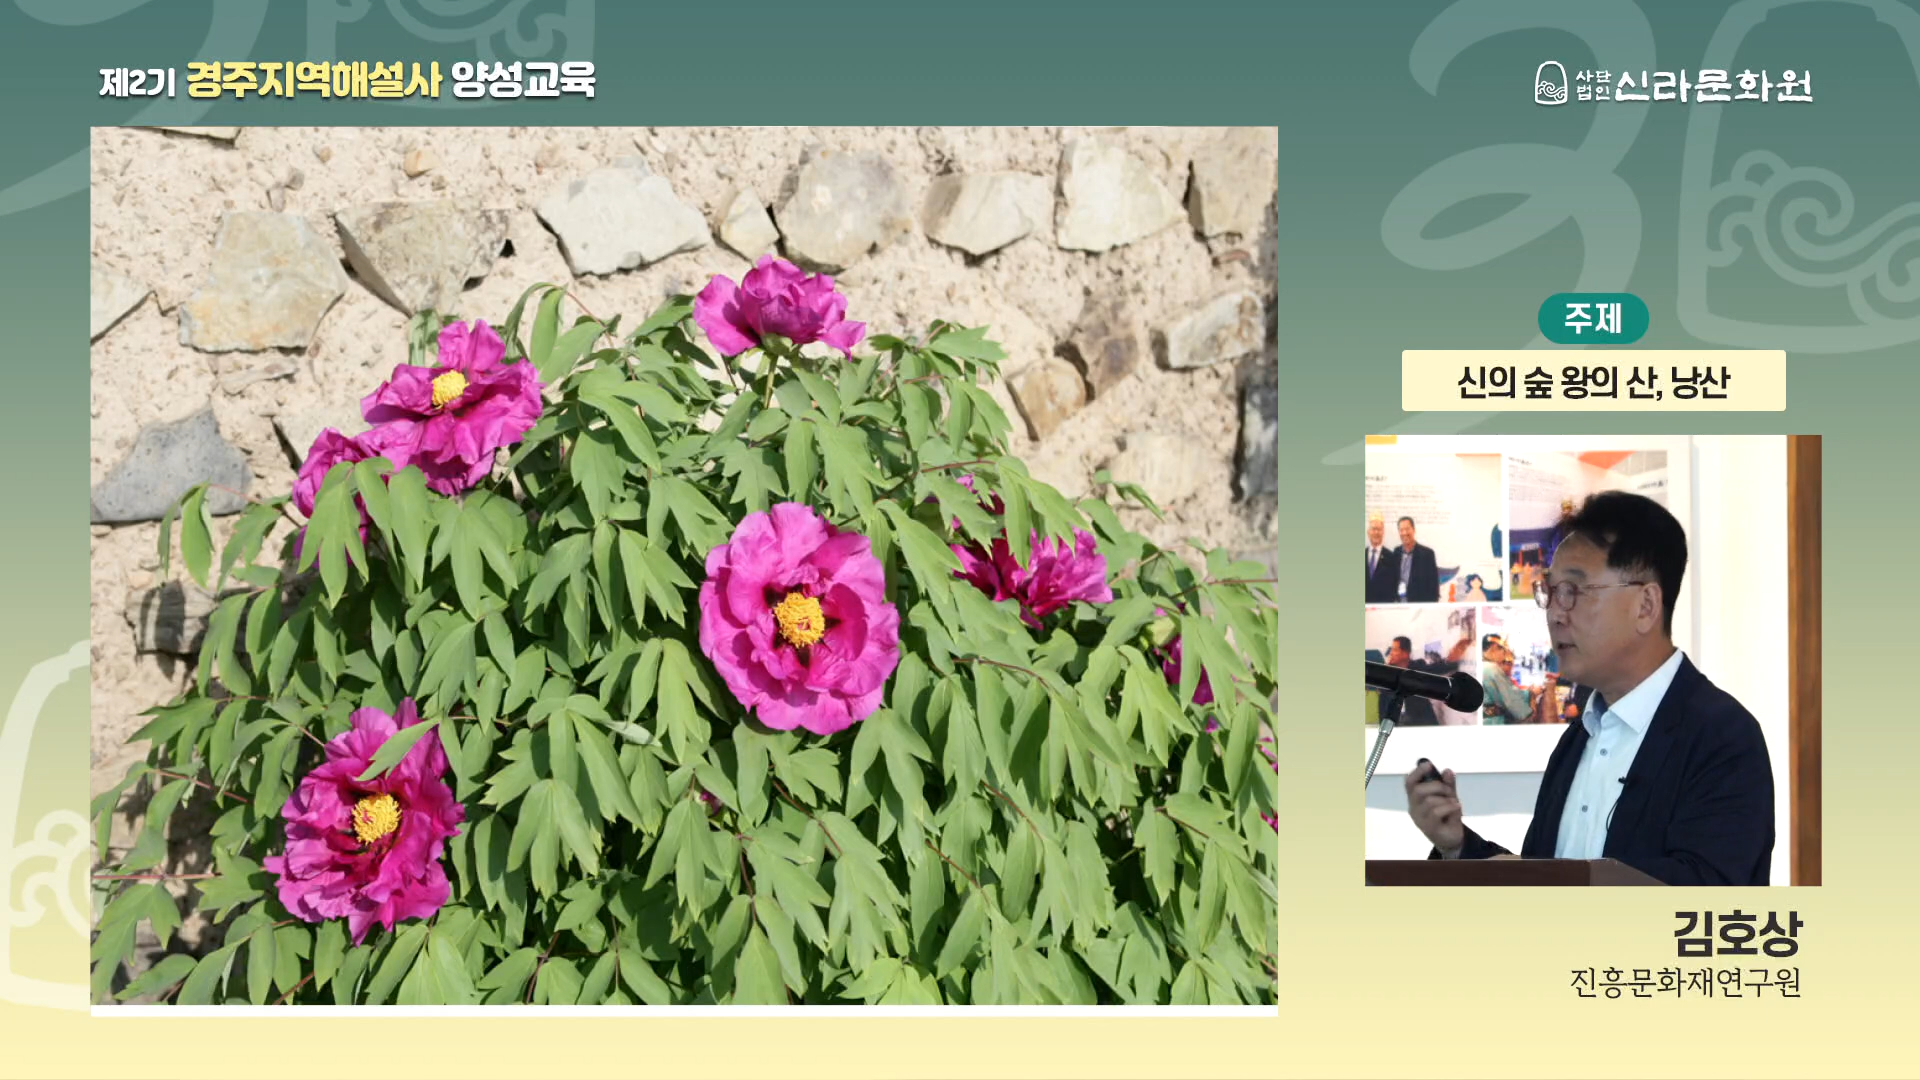 제2기 경주지역해설사 양성교육
사단법인 신라문화원
주제
신의 숲 왕의 산, 낭산
김호상
진흥문화재연구원